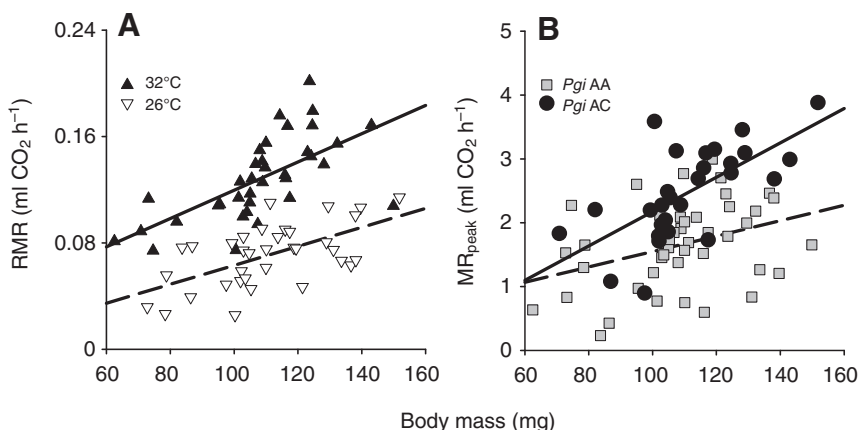 A
0.24
0.16
0.08
0
RMR (ml CO2 h–1)
32°C
26°C
60 80 100 120 140 160
B
5
4
3
2
1
0
MRpeak (ml CO2 h–1)
Pgi AA
Pgi AC
60 80 100 120 140 160
Body mass (mg)